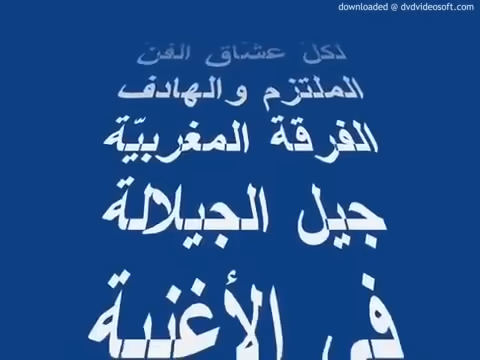 downloaded @ dvdvideosoft.com
لكل عشاق الفن
الملتزم والهادف
الفرقة المغربيّة
جيل الجيلالة
في الأغنية